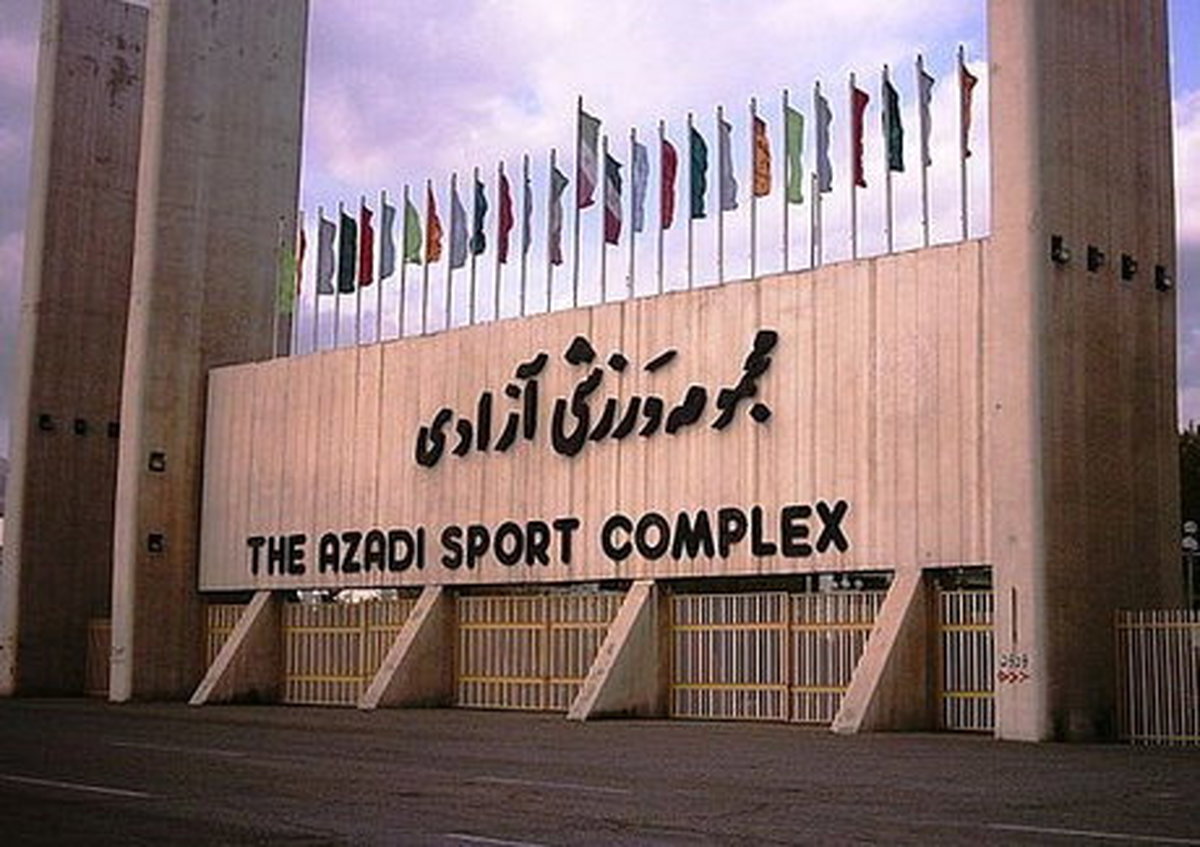 مجموعه ورزشی آزادی
THE AZADI SPORT COMPLEX